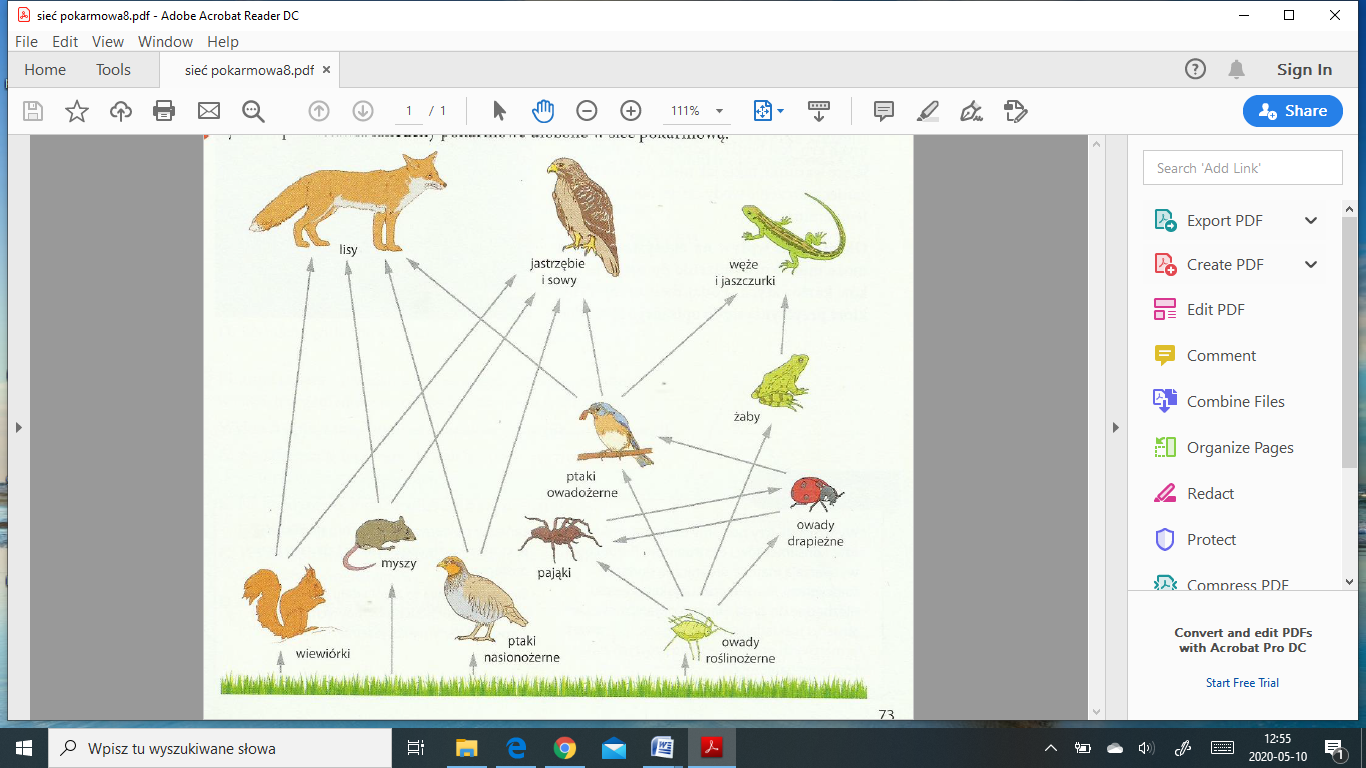 sieć pokarmowa8.pdf - Adobe Acrobat Reader DC
File Edit View Window Help
Home Tools sieć pokarmowa8.pdf × Sign In
1 / 1 111% Share
pokarmowe sieć pokarmową.
lisy
jastrzębie
i sowy
węże
i jaszczurki
żaby
ptaki
owadożerne
owady
drapieżne
myszy
pająki
wiewiórki
ptaki
nasionożerne
owady
roślinożerne
73
Search 'Add Link'
Export PDF
Create PDF
Edit PDF
Comment
Combine Files
Organize Pages
Redact
Protect
Compress PDF
Convert and edit PDFs
with Acrobat Pro DC
Start Free Trial
Wpisz tu wyszukiwane słowa
12:55
2020-05-10
1